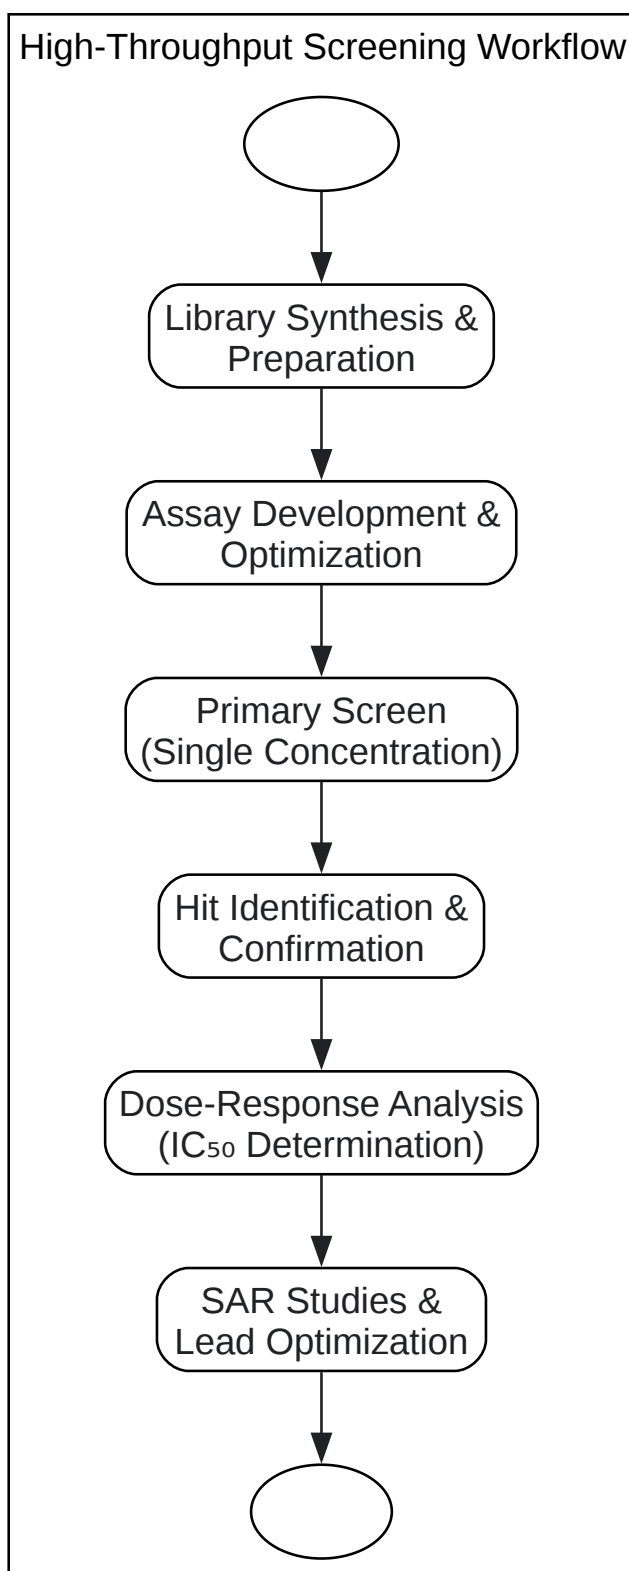 High-Throughput Screening Workflow
Library Synthesis &
Preparation
Assay Development &
Optimization
Primary Screen
(Single Concentration)
Hit Identification &
Confirmation
Dose-Response Analysis
(IC₅₀ Determination)
SAR Studies &
Lead Optimization